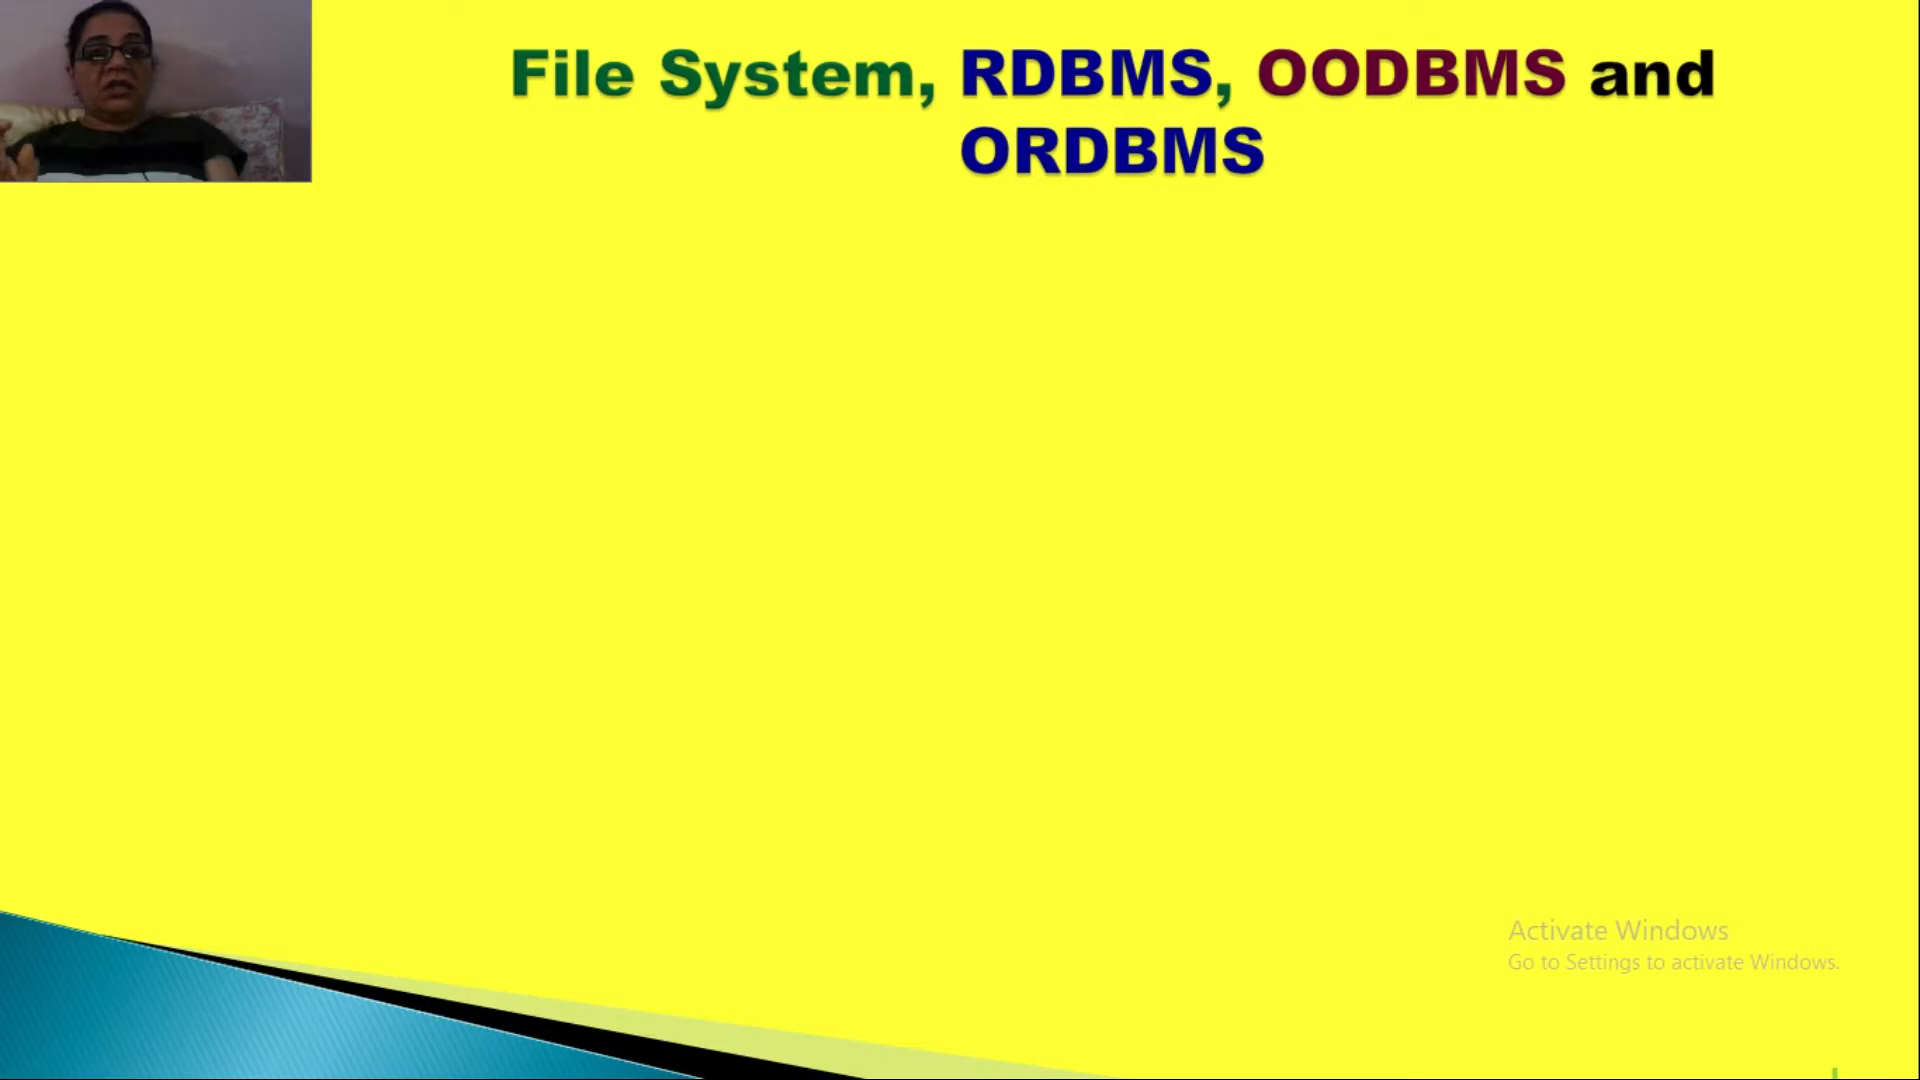 File System, RDBMS, OODBMS and
ORDBMS
Activate Windows
Go to Settings to activate Windows.